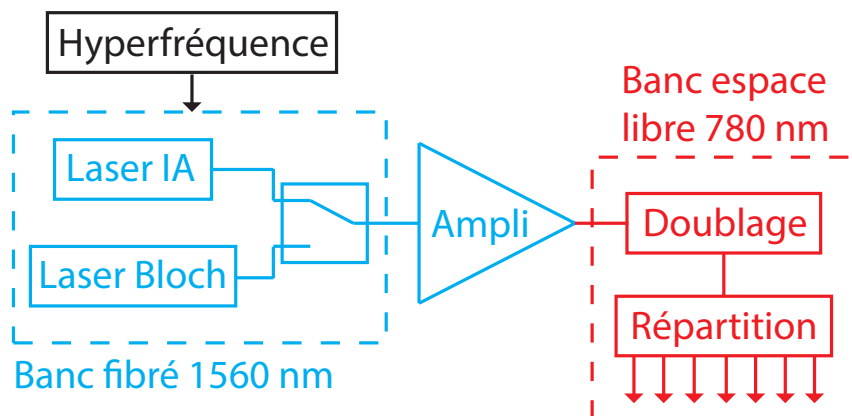 Hyperfréquence
Banc espace
libre 780 nm
Laser IA
Ampli
Doublage
Laser Bloch
Répartition
Banc fibré 1560 nm